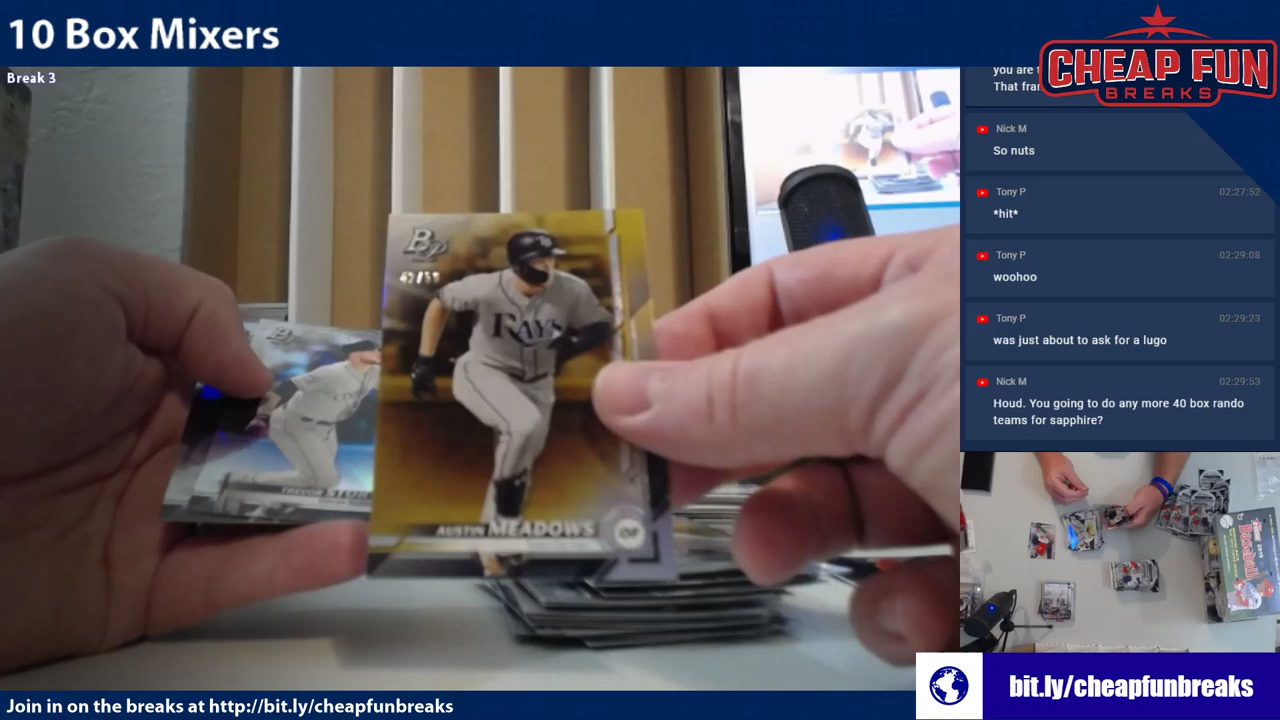 10 Box Mixers
Break 3
CHEAP FUN
BREAKS
you are
That
Nick M
So nuts
Tony P 02:27:52
*hit*
Tony P 02:29:08
woohoo
Tony P 02:29:23
was just about to ask for a lugo
Nick M 02:29:53
Houd. You going to do any more 40 box rando
teams for sapphire?
BP
RAYS
AUSTIN MEADOWS
TREVOR
Baseball
Join in on the breaks at http://bit.ly/cheapfunbreaks
bit.ly/cheapfunbreaks